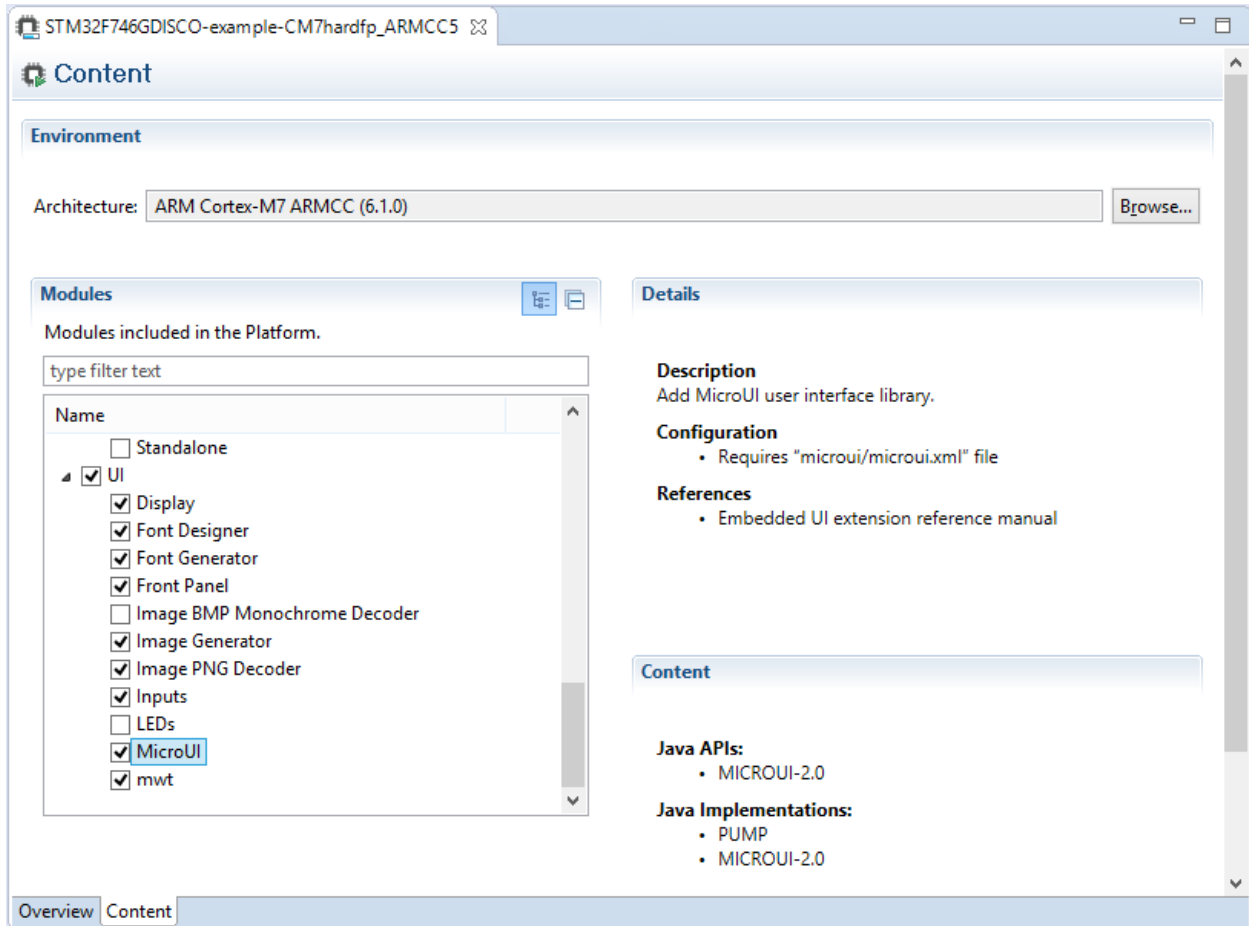 STM32F746GDISCO-example-CM7hardfp_ARMCC5
Content
Environment
Architecture: ARM Cortex-M7 ARMCC (6.1.0) Browse...
Modules
Modules included in the Platform.
type filter text
Name
Standalone
UI
Display
Font Designer
Font Generator
Front Panel
Image BMP Monochrome Decoder
Image Generator
Image PNG Decoder
Inputs
LEDs
MicroUI
mwt
Details
Description
Add MicroUI user interface library.
Configuration
• Requires “microui/microui.xml” file
References
• Embedded UI extension reference manual
Content
Java APIs:
• MICROUI-2.0
Java Implementations:
• PUMP
• MICROUI-2.0
Overview Content